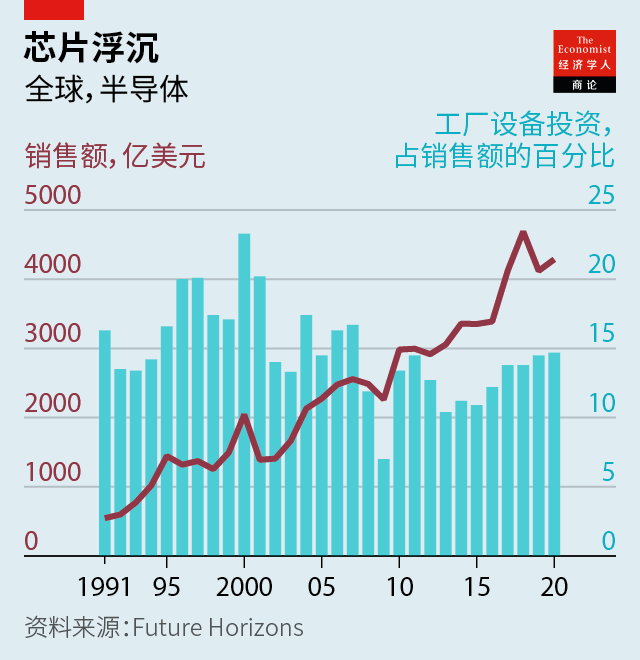 芯片浮沉
全球，半导体
The
Economist
经济学人
商论
工厂设备投资，
销售额，亿美元
占销售额的百分比
5000
25
4000
20
3000
15
2000
10
1000
5
0
0
1991 95 2000 05 10 15 20
资料来源：Future Horizons